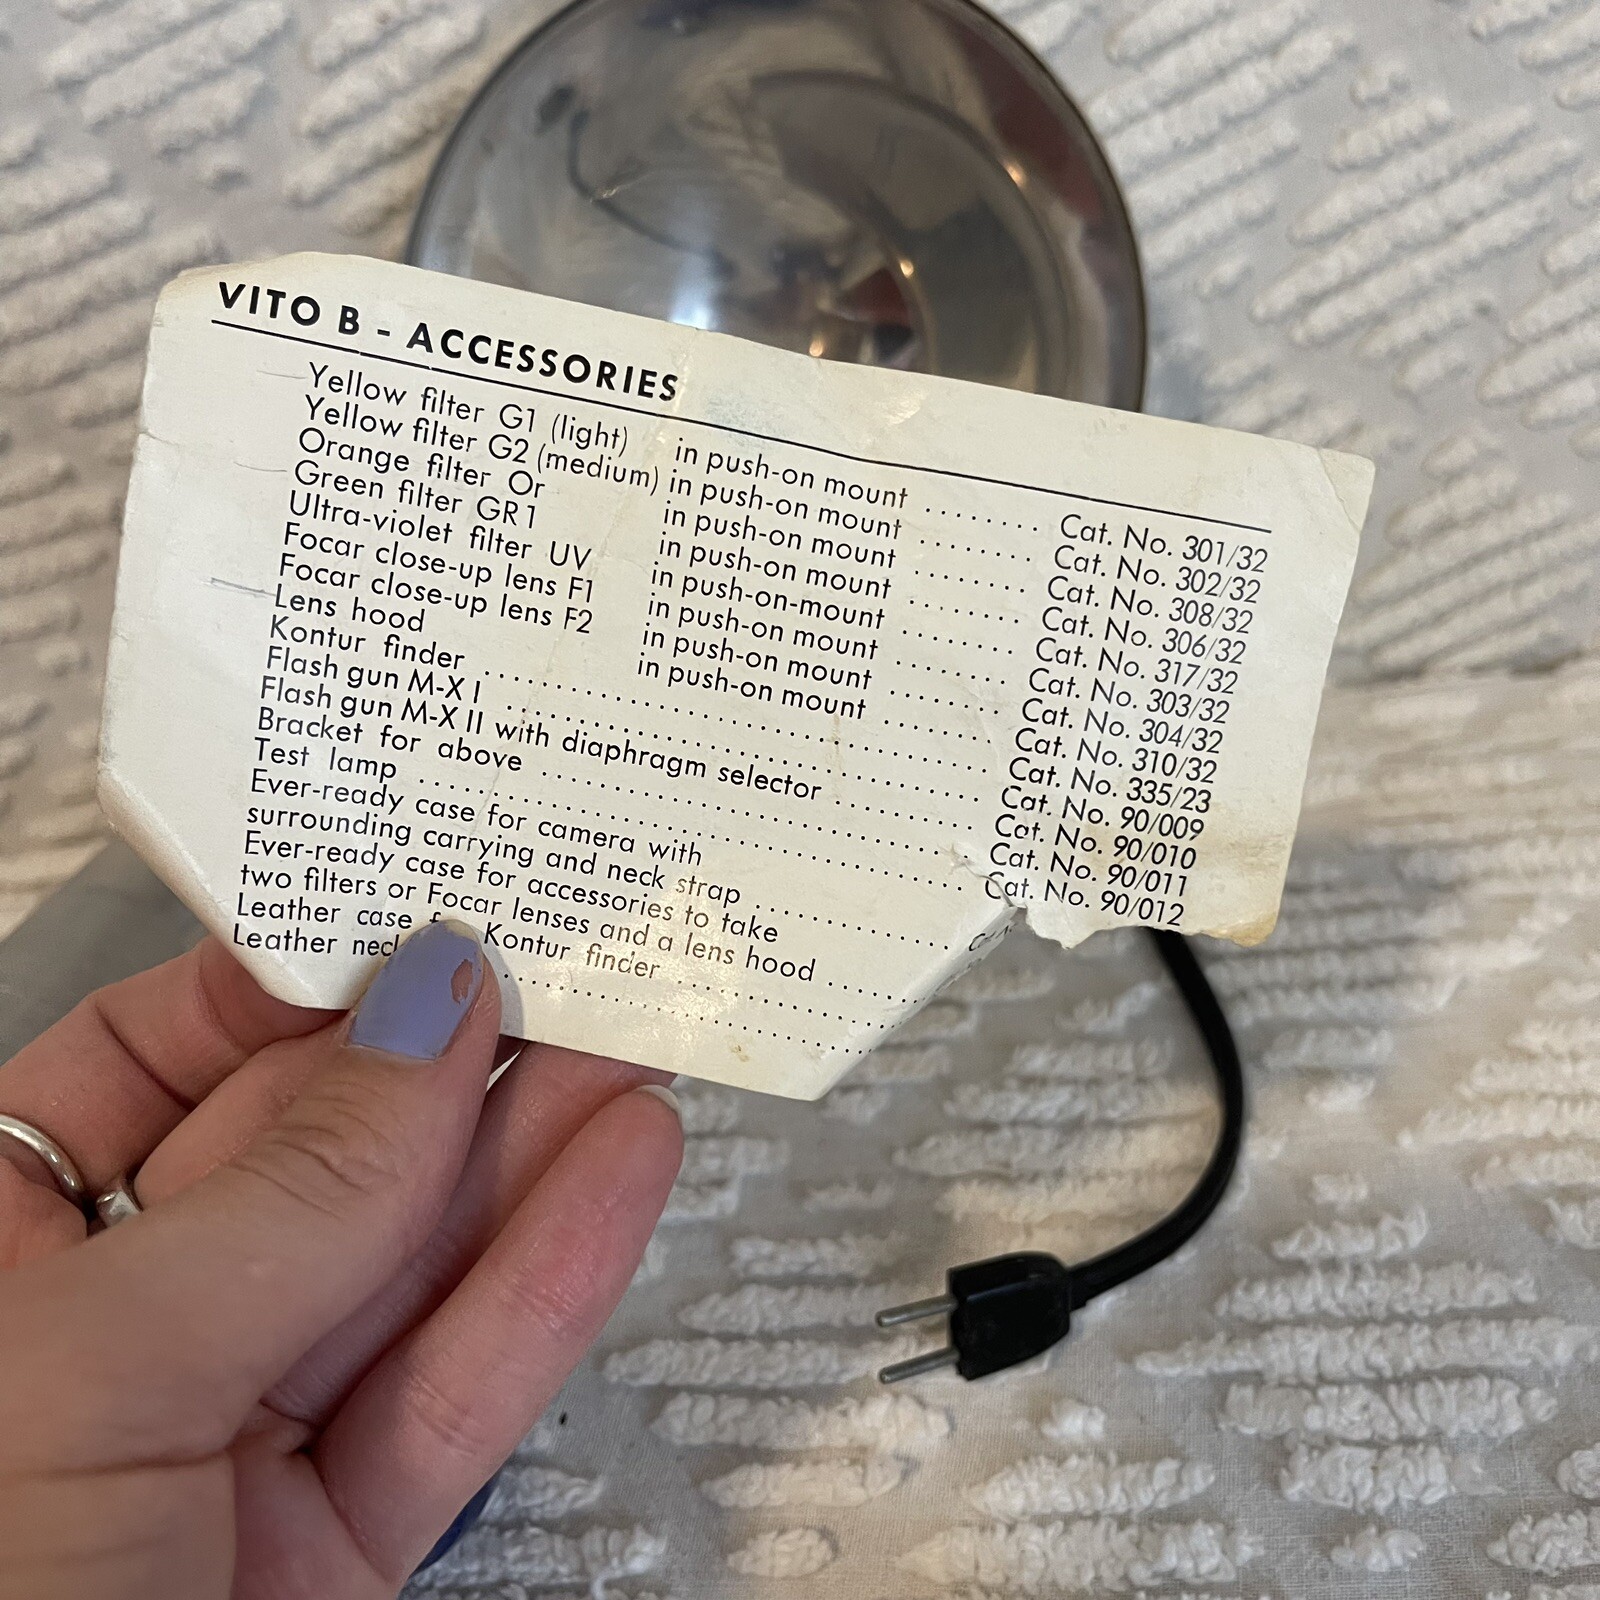 VITO B - ACCESSORIES
Yellow filter G1 (light) in push-on mount ........ Cat. No. 301/32
Yellow filter G2 (medium) in push-on mount ........ Cat. No. 302/32
Orange filter Or in push-on mount ........ Cat. No. 308/32
Green filter GR1 in push-on mount ........ Cat. No. 306/32
Ultra-violet filter UV in push-on-mount ........ Cat. No. 317/32
Focar close-up lens F1 in push-on mount ........ Cat. No. 303/32
Focar close-up lens F2 in push-on mount ........ Cat. No. 304/32
Lens hood in push-on mount ........ Cat. No. 310/32
Kontur finder ........ Cat. No. 335/23
Flash gun M-X I ........ Cat. No. 90/009
Flash gun M-X II with diaphragm selector ........ Cat. No. 90/010
Bracket for above ........ Cat. No. 90/011
Test lamp ........ Cat. No. 90/012
Ever-ready case for camera with
surrounding carrying and neck strap ........
Ever-ready case for accessories to take
two filters or Focar lenses and a lens hood ........
Leather case Kontur finder ........
Leather ........